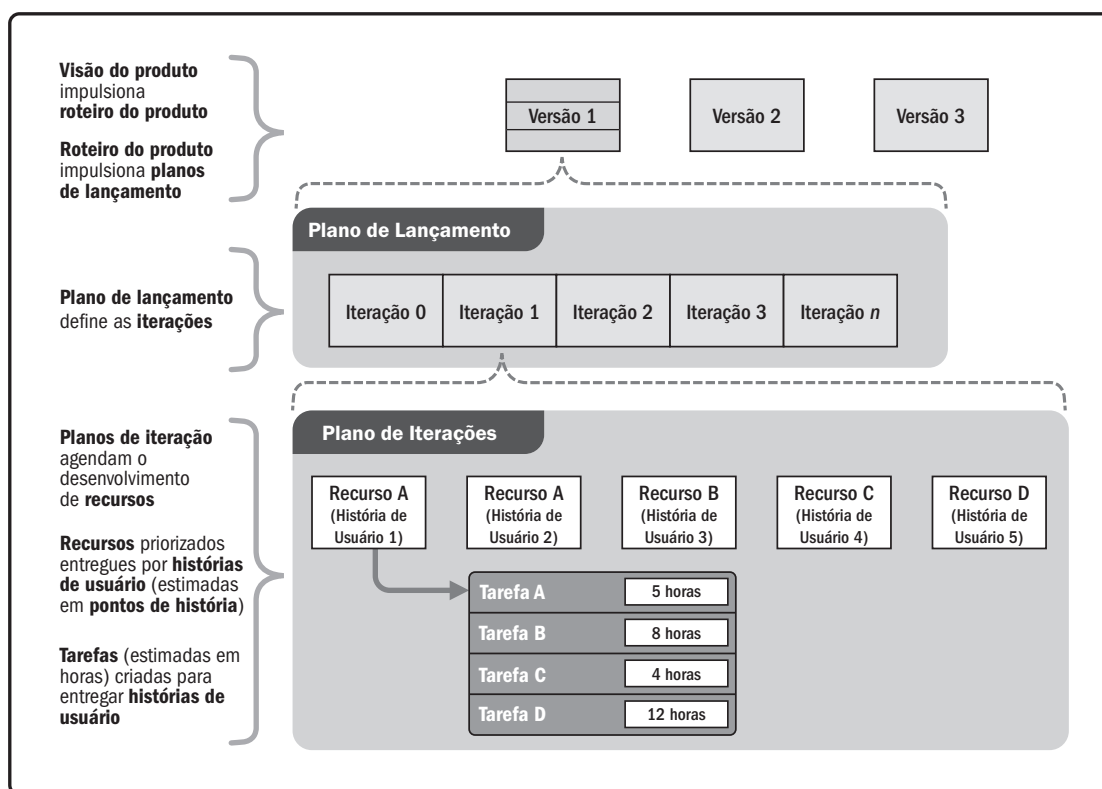 Visão do produto
impulsiona
roteiro do produto
Roteiro do produto
impulsiona planos
de lançamento
Versão 1
Versão 2
Versão 3
Plano de Lançamento
Plano de lançamento
define as iterações
Iteração 0
Iteração 1
Iteração 2
Iteração 3
Iteração n
Plano de Iterações
Planos de iteração
agendam o
desenvolvimento
de recursos
Recursos priorizados
entregues por histórias
de usuário (estimadas
em pontos de história)
Tarefas (estimadas em
horas) criadas para
entregar histórias de
usuário
Recurso A
(História de
Usuário 1)
Recurso A
(História de
Usuário 2)
Recurso B
(História de
Usuário 3)
Recurso C
(História de
Usuário 4)
Recurso D
(História de
Usuário 5)
Tarefa A
5 horas
Tarefa B
8 horas
Tarefa C
4 horas
Tarefa D
12 horas